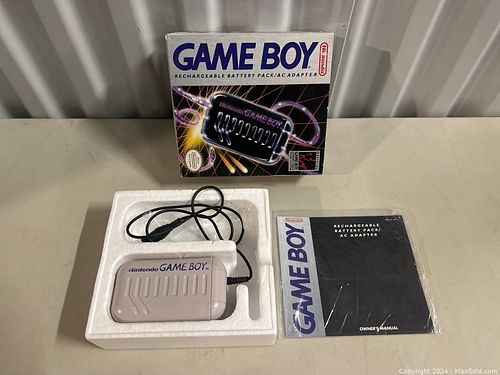 GAME BOY
Nintendo
RECHARGEABLE BATTERY PACK/AC ADAPTER
Nintendo GAME BOY
Nintendo GAME BOY
Nintendo
GAME BOY
RECHARGEABLE
BATTERY PACK/
AC ADAPTER
OWNER'S MANUAL
Copyright 2024 - MaxSold.com